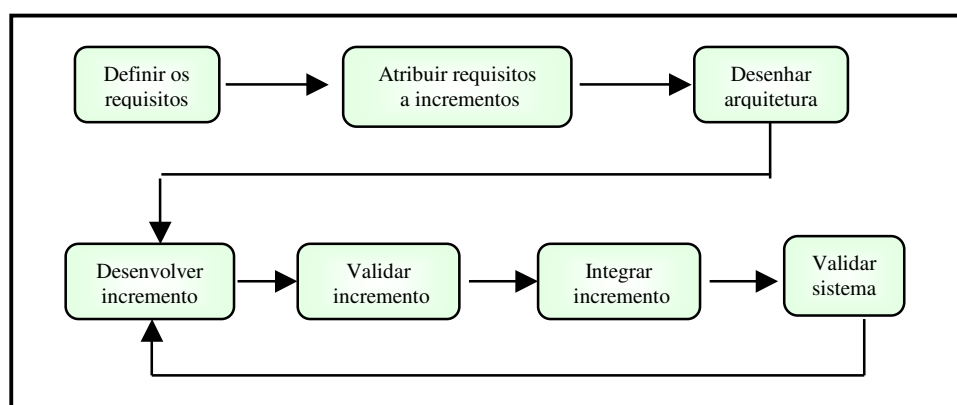 Definir os
requisitos
Atribuir requisitos
a incrementos
Desenhar
arquitetura
Desenvolver
incremento
Validar
incremento
Integrar
incremento
Validar
sistema